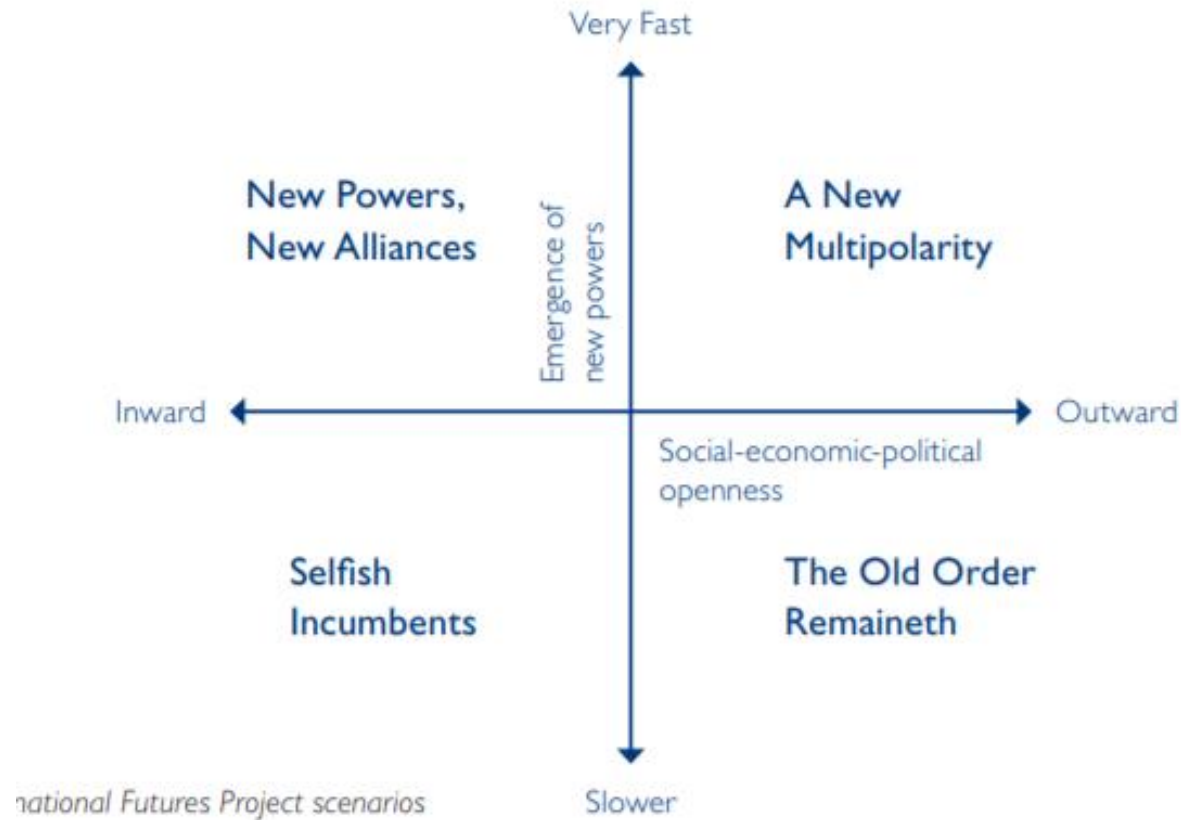 Very Fast
New Powers,
New Alliances
Emergence of
new powers
A New
Multipolarity
Inward
Outward
Social-economic-political
openness
Selfish
Incumbents
The Old Order
Remaineth
national Futures Project scenarios
Slower